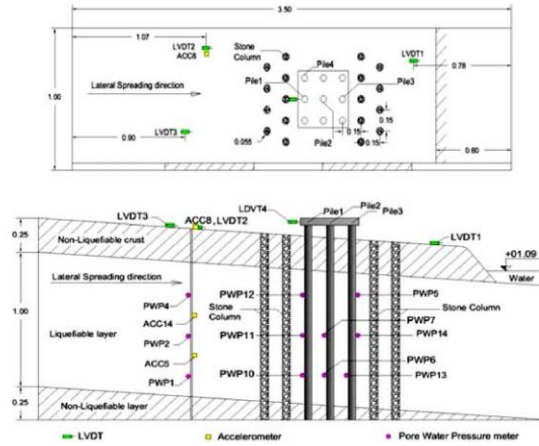 3.50
1.07
LVDT2
ACC8
Stone
Column
Pile4
LVDT1
Pile1
0.78
1.00
Lateral Spreading direction
Pile3
0.90
LVDT3
0.15
0.055
0.15
0.15
Pile2
0.60
LVDT3
ACC8, LVDT2
LDVT4
Pile1
Pile2
Pile3
LVDT1
0.25
Non-Liquefiable crust
+01.09
Water
Lateral Spreading direction
PWP4
PWP12
PWP5
Stone
Column
Stone Column
1.00
Liquefiable layer
ACC14
PWP7
PWP2
PWP11
PWP14
ACC5
PWP6
PWP1
PWP10
PWP13
0.25
Non-Liquefiable layer
LVDT
Accelerometer
Pore Water Pressure meter